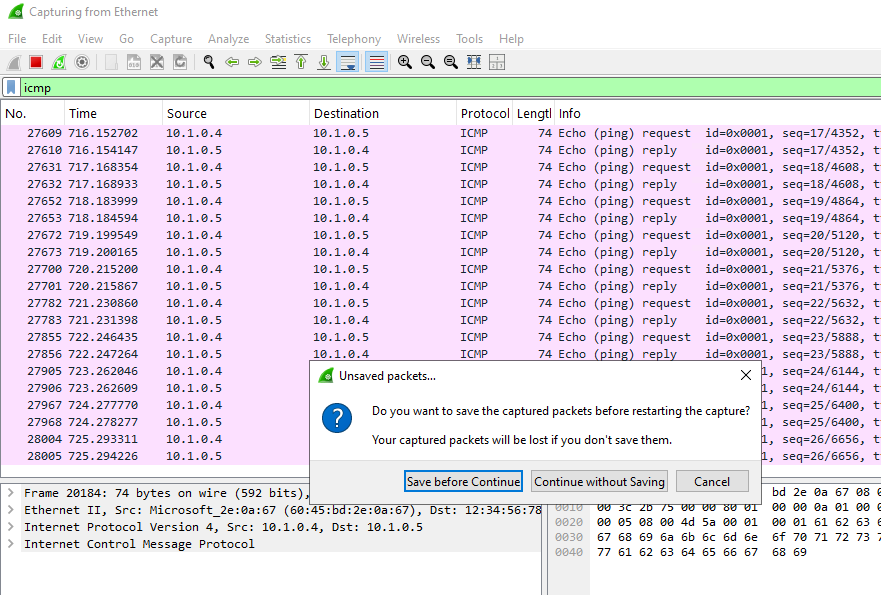 Capturing from Ethernet
File Edit View Go Capture Analyze Statistics Telephony Wireless Tools Help
icmp
No. Time Source Destination Protocol Lengtl Info
27609 716.152702 10.1.0.4 10.1.0.5 ICMP 74 Echo (ping) request id=0x0001, seq=17/4352, t
27610 716.154147 10.1.0.5 10.1.0.4 ICMP 74 Echo (ping) reply id=0x0001, seq=17/4352, t
27631 717.168354 10.1.0.4 10.1.0.5 ICMP 74 Echo (ping) request id=0x0001, seq=18/4608, t
27632 717.168933 10.1.0.5 10.1.0.4 ICMP 74 Echo (ping) reply id=0x0001, seq=18/4608, t
27652 718.183999 10.1.0.4 10.1.0.5 ICMP 74 Echo (ping) request id=0x0001, seq=19/4864, t
27653 718.184594 10.1.0.5 10.1.0.4 ICMP 74 Echo (ping) reply id=0x0001, seq=19/4864, t
27672 719.199549 10.1.0.4 10.1.0.5 ICMP 74 Echo (ping) request id=0x0001, seq=20/5120, t
27673 719.200165 10.1.0.5 10.1.0.4 ICMP 74 Echo (ping) reply id=0x0001, seq=20/5120, t
27700 720.215200 10.1.0.4 10.1.0.5 ICMP 74 Echo (ping) request id=0x0001, seq=21/5376, t
27701 720.215867 10.1.0.5 10.1.0.4 ICMP 74 Echo (ping) reply id=0x0001, seq=21/5376, t
27782 721.230860 10.1.0.4 10.1.0.5 ICMP 74 Echo (ping) request id=0x0001, seq=22/5632, t
27783 721.231398 10.1.0.5 10.1.0.4 ICMP 74 Echo (ping) reply id=0x0001, seq=22/5632, t
27855 722.246435 10.1.0.4 10.1.0.5 ICMP 74 Echo (ping) request id=0x0001, seq=23/5888, t
27856 722.247264 10.1.0.5 10.1.0.4 ICMP 74 Echo (ping) reply id=0x0001, seq=23/5888, t
27905 723.262046 10.1.0.4 1, seq=24/6144, t
27906 723.262609 10.1.0.5 1, seq=24/6144, t
27967 724.277770 10.1.0.4 1, seq=25/6400, t
27968 724.278277 10.1.0.5 1, seq=25/6400, t
28004 725.293311 10.1.0.4 1, seq=26/6656, t
28005 725.294226 10.1.0.5 1, seq=26/6656, t
Unsaved packets...
Do you want to save the captured packets before restarting the capture?
Your captured packets will be lost if you don't save them.
Save before Continue Continue without Saving Cancel
Frame 20184: 74 bytes on wire (592 bits),
Ethernet II, Src: Microsoft_2e:0a:67 (60:45:bd:2e:0a:67), Dst: 12:34:56:78
Internet Protocol Version 4, Src: 10.1.0.4, Dst: 10.1.0.5
Internet Control Message Protocol
bd 2e 0a 67 08 0
0010 00 3c 2b 75 00 00 80 01 00 00 0a 01 00 0
0020 00 05 08 00 4d 5a 00 01 00 01 61 62 63 6
0030 67 68 69 6a 6b 6c 6d 6e 6f 70 71 72 73 7
0040 77 61 62 63 64 65 66 67 68 69